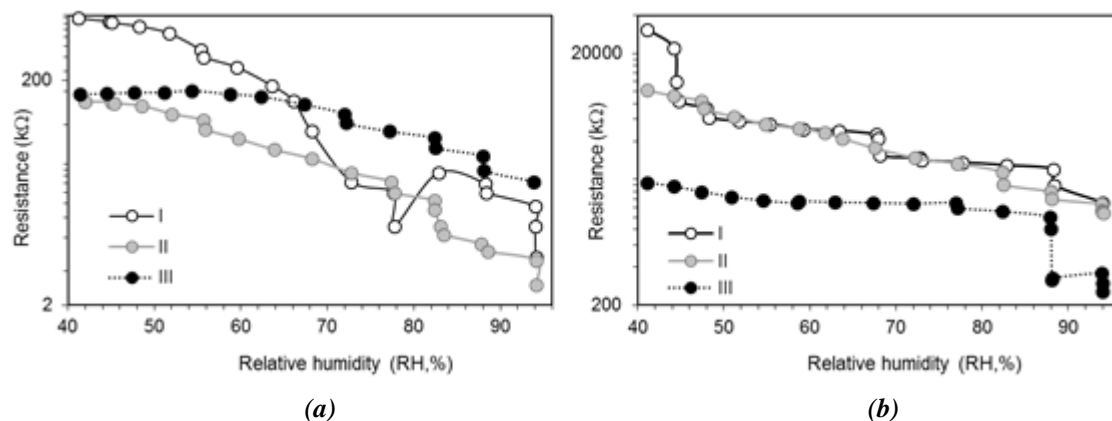 200
2
Resistance (kΩ)
I
II
III
40 50 60 70 80 90
Relative humidity (RH,%)
(a)
20000
200
Resistance (kΩ)
I
II
III
40 50 60 70 80 90
Relative humidity (RH,%)
(b)